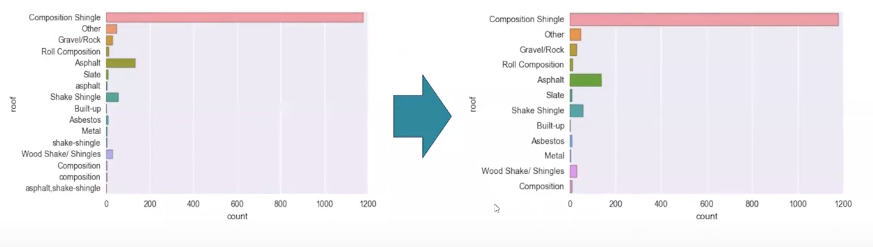 Composition Shingle
Other
Gravel/Rock
Roll Composition
Asphalt
Slate
asphalt
Shake Shingle
Built-up
Asbestos
Metal
shake-shingle
Wood Shake/ Shingles
Composition
composition
asphalt,shake-shingle
roof
0 200 400 600 800 1000 1200
count
Composition Shingle
Other
Gravel/Rock
Roll Composition
Asphalt
Slate
Shake Shingle
Built-up
Asbestos
Metal
Wood Shake/ Shingles
Composition
roof
0 200 400 600 800 1000 1200
count